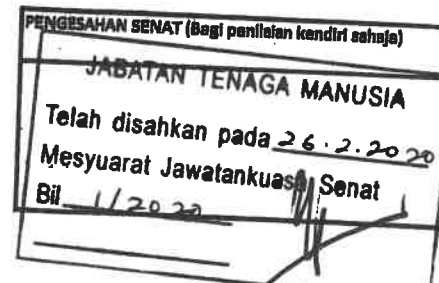 PENGESAHAN SENAT (Bagi penilaian kendiri sahaja)
JABATAN TENAGA MANUSIA
Telah disahkan pada 26.2.2020
Mesyuarat Jawatankuasa Senat
Bil 1/2020